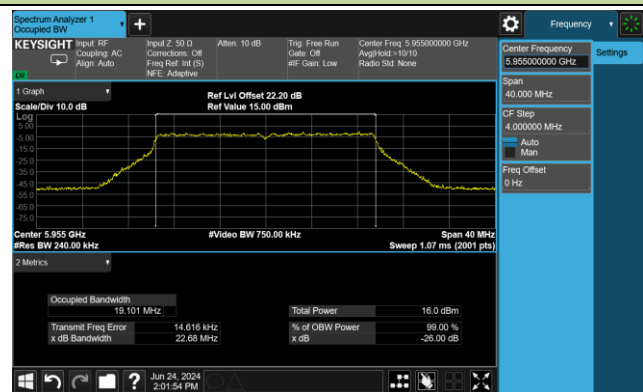 Spectrum Analyzer 1
Occupied BW
+
Frequency
KEYSIGHT
Input: RF
Coupling: AC
Align: Auto
Input Z: 50 Ω
Corrections: Off
Freq Ref: Int (S)
NFE: Adaptive
Atten: 10 dB
Trig: Free Run
Gate: Off
#IF Gain: Low
Center Freq: 5.955000000 GHz
Avg|Hold:>10/10
Radio Std: None
Center Frequency
5.955000000 GHz
Settings
Span
40.000 MHz
CF Step
4.000000 MHz
Auto
Man
Freq Offset
0 Hz
1 Graph
Scale/Div 10.0 dB
Ref Lvl Offset 22.20 dB
Ref Value 15.00 dBm
Log
5.00
-5.00
-15.0
-25.0
-35.0
-45.0
-55.0
-65.0
-75.0
Center 5.955 GHz
#Res BW 240.00 kHz
#Video BW 750.00 kHz
Span 40 MHz
Sweep 1.07 ms (2001 pts)
2 Metrics
Occupied Bandwidth
19.101 MHz
Total Power 16.0 dBm
Transmit Freq Error 14.616 kHz
% of OBW Power 99.00 %
x dB Bandwidth 22.68 MHz
x dB -26.00 dB
?
Jun 24, 2024
2:01:54 PM